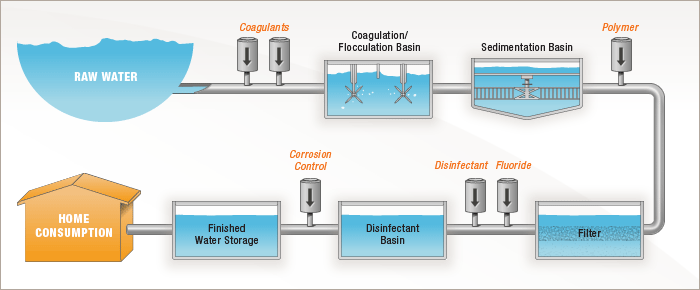 Coagulants
Coagulation/
Flocculation Basin
Sedimentation Basin
Polymer
RAW WATER
Corrosion
Control
Disinfectant
Fluoride
HOME
CONSUMPTION
Finished
Water Storage
Disinfectant
Basin
Filter